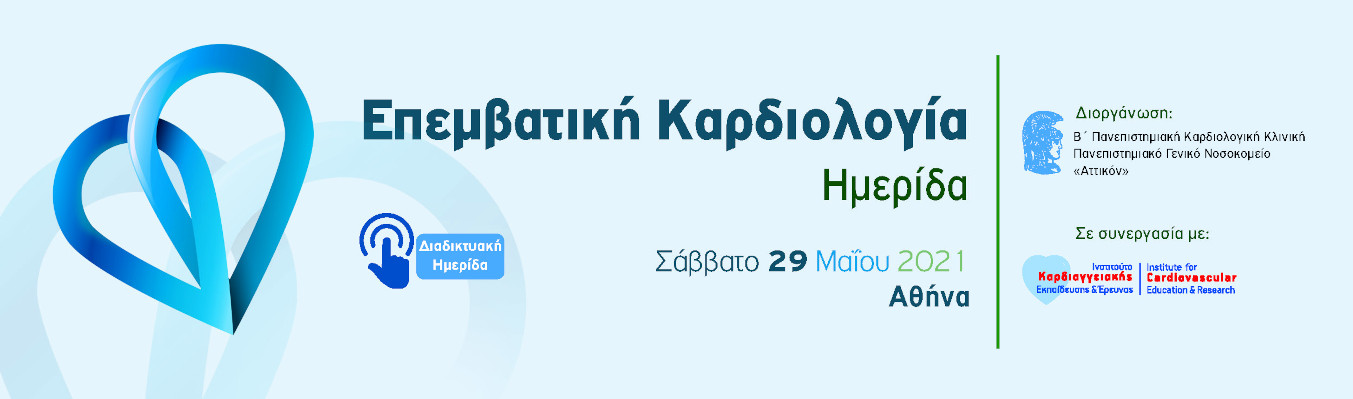 Επεμβατική Καρδιολογία
Ημερίδα
Διαδικτυακή
Ημερίδα
Σάββατο 29 Μαΐου 2021
Αθήνα
Διοργάνωση:
Β΄ Πανεπιστημιακή Καρδιολογική Κλινική
Πανεπιστημιακό Γενικό Νοσοκομείο
«Αττικόν»
Σε συνεργασία με:
Ινστιτούτο
Καρδιαγγειακής
Εκπαίδευσης & Έρευνας
Institute for
Cardiovascular
Education & Research